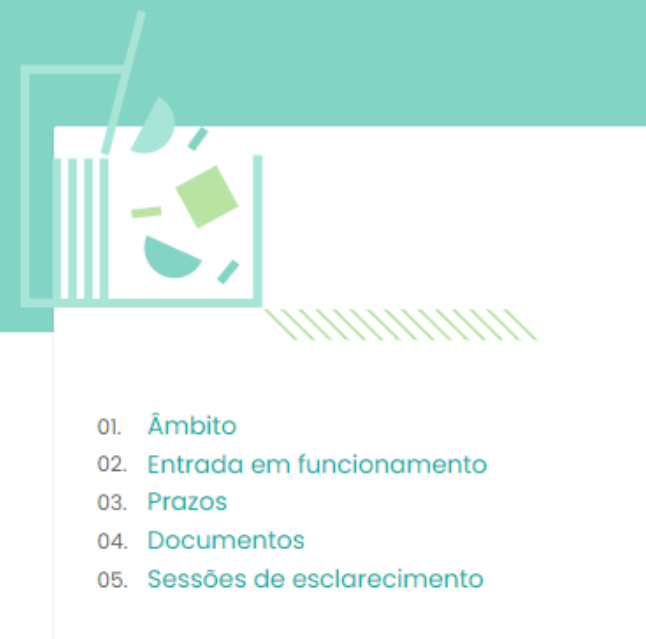 01. Âmbito
02. Entrada em funcionamento
03. Prazos
04. Documentos
05. Sessões de esclarecimento